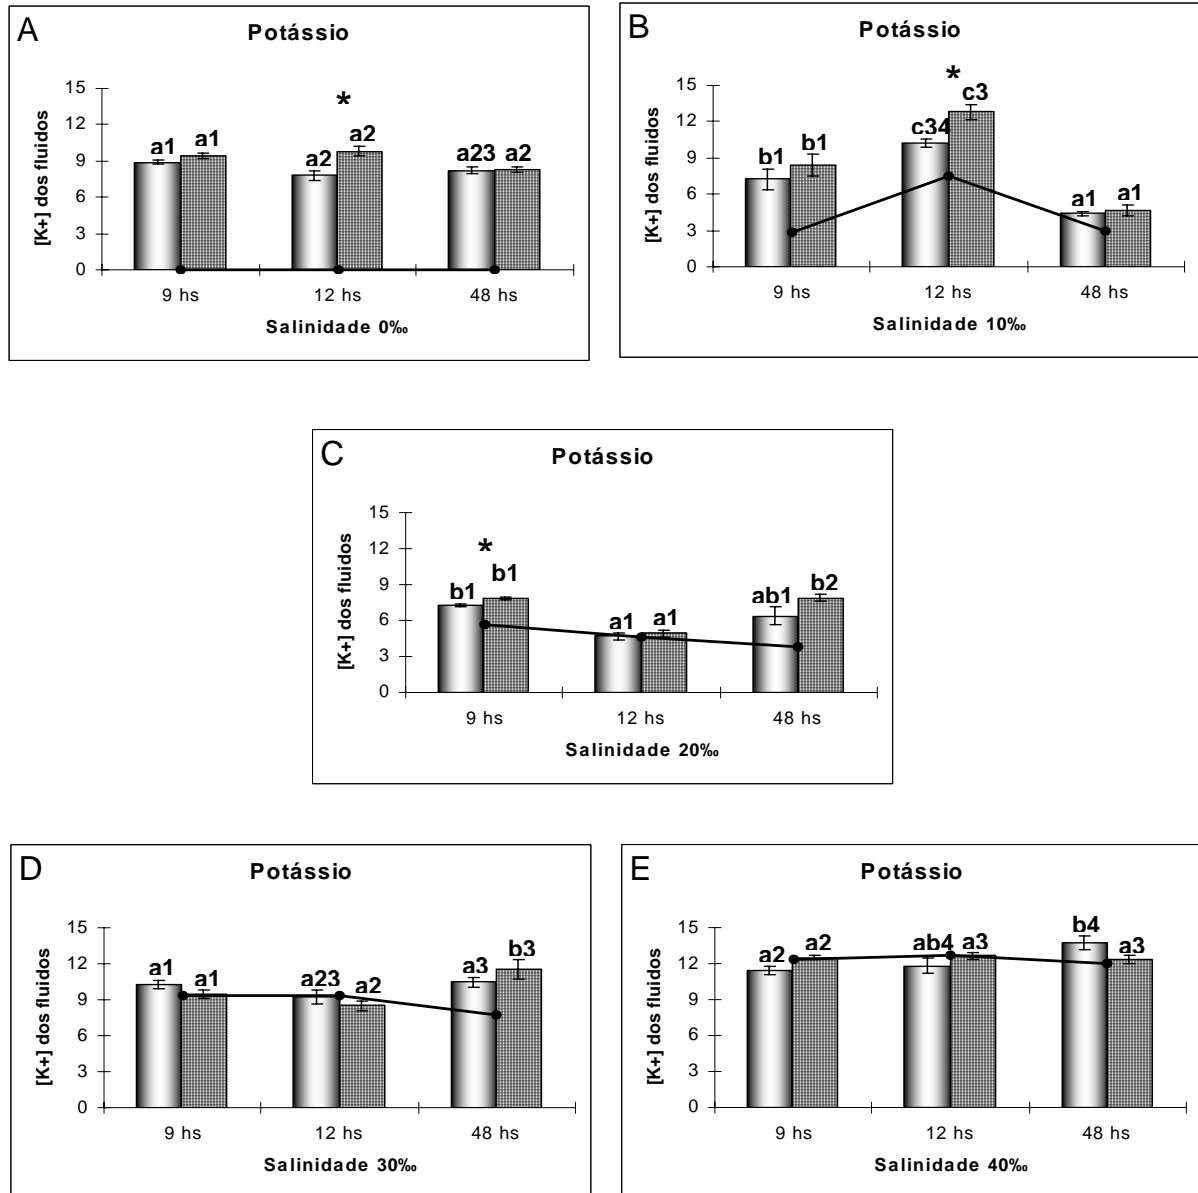 A
Potássio
15
12
9
6
3
0
[K+] dos fluidos
a1 a1
*
a2 a2
a23 a2
9 hs 12 hs 48 hs
Salinidade 0‰
B
Potássio
15
12
9
6
3
0
[K+] dos fluidos
b1 b1
*
c34 c3
a1 a1
9 hs 12 hs 48 hs
Salinidade 10‰
C
Potássio
15
12
9
6
3
0
[K+] dos fluidos
*
b1 b1
a1 a1
ab1 b2
9 hs 12 hs 48 hs
Salinidade 20‰
D
Potássio
15
12
9
6
3
0
[K+] dos fluidos
a1 a1
a23 a2
a3 b3
9 hs 12 hs 48 hs
Salinidade 30‰
E
Potássio
15
12
9
6
3
0
[K+] dos fluidos
a2 a2
ab4 a3
b4 a3
9 hs 12 hs 48 hs
Salinidade 40‰